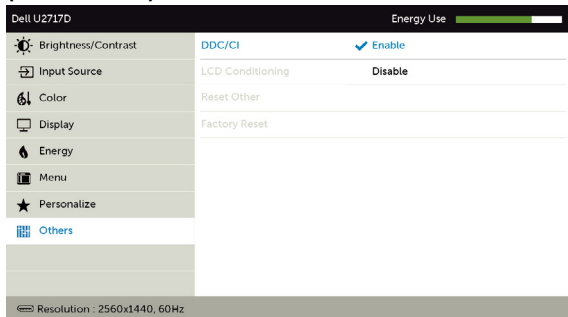 Dell U2717D
Energy Use
Brightness/Contrast
DDC/CI
Enable
Input Source
LCD Conditioning
Disable
Color
Reset Other
Display
Factory Reset
Energy
Menu
Personalize
Others
Resolution : 2560x1440, 60Hz